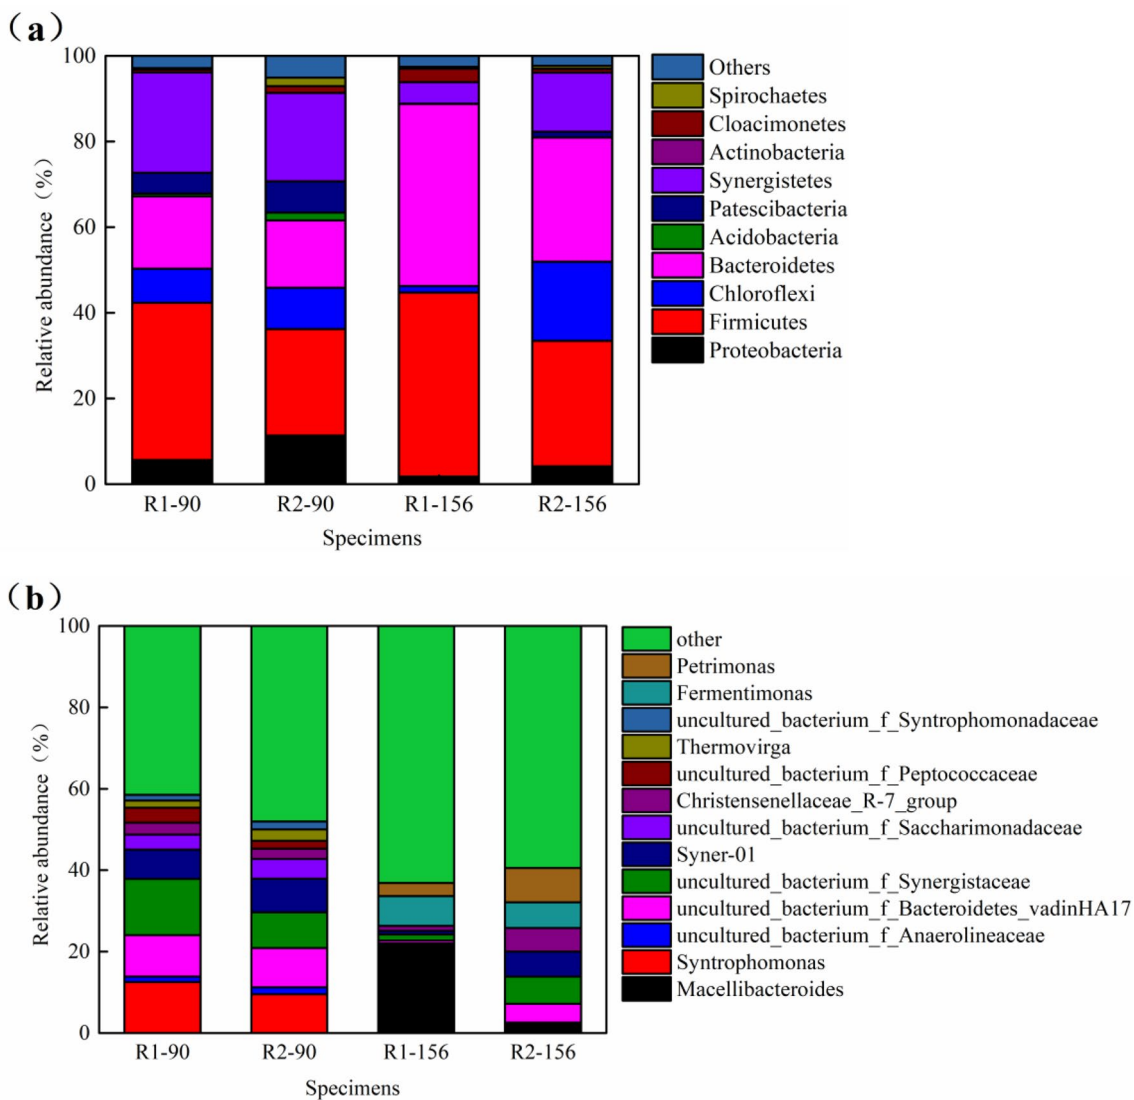 (a)
100
80
60
40
20
0
Relative abundance (%)
R1-90 R2-90 R1-156 R2-156
Specimens
Others
Spirochaetes
Cloacimonetes
Actinobacteria
Synergistetes
Patescibacteria
Acidobacteria
Bacteroidetes
Chloroflexi
Firmicutes
Proteobacteria
(b)
100
80
60
40
20
0
Relative abundance (%)
R1-90 R2-90 R1-156 R2-156
Specimens
other
Petrimonas
Fermentimonas
uncultured_bacterium_f_Syntrophomonadaceae
Thermovirga
uncultured_bacterium_f_Peptococcaceae
Christensenellaceae_R-7_group
uncultured_bacterium_f_Saccharimonadaceae
Syner-01
uncultured_bacterium_f_Synergistaceae
uncultured_bacterium_f_Bacteroidetes_vadinHA17
uncultured_bacterium_f_Anaerolineaceae
Syntrophomonas
Macellibacteroides